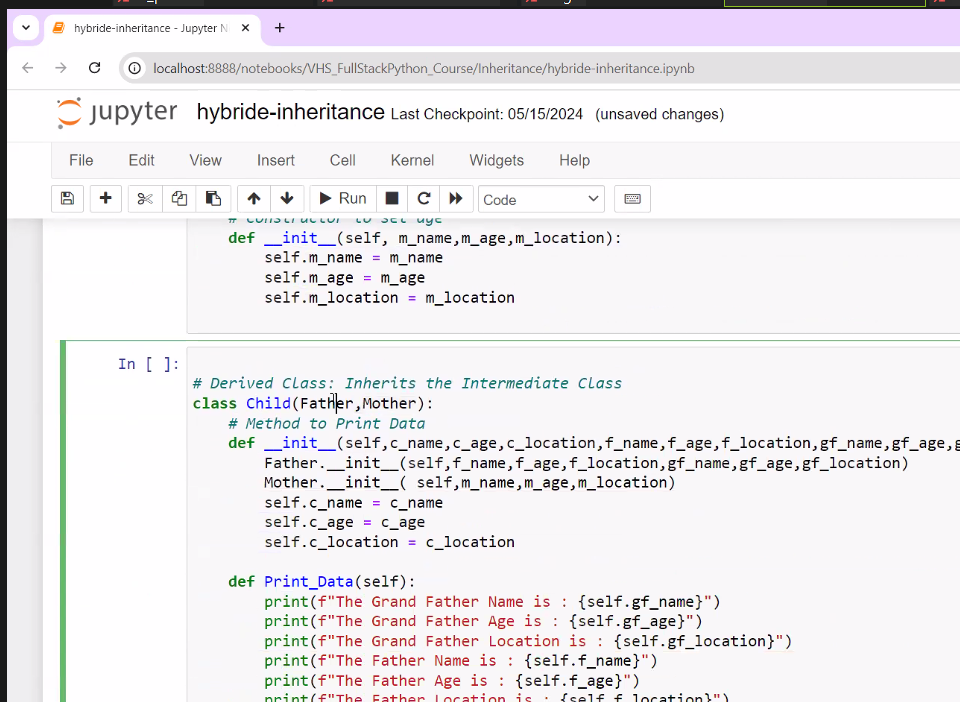 hybride-inheritance - Jupyter N
localhost:8888/notebooks/VHS_FullStackPython_Course/Inheritance/hybride-inheritance.ipynb
jupyter hybride-inheritance Last Checkpoint: 05/15/2024 (unsaved changes)
File Edit View Insert Cell Kernel Widgets Help
Run Code
# Constructor to set age
def __init__(self, m_name,m_age,m_location):
self.m_name = m_name
self.m_age = m_age
self.m_location = m_location
In [ ]:
# Derived Class: Inherits the Intermediate Class
class Child(Father,Mother):
# Method to Print Data
def __init__(self,c_name,c_age,c_location,f_name,f_age,f_location,gf_name,gf_age,g
Father.__init__(self,f_name,f_age,f_location,gf_name,gf_age,gf_location)
Mother.__init__( self,m_name,m_age,m_location)
self.c_name = c_name
self.c_age = c_age
self.c_location = c_location
def Print_Data(self):
print(f"The Grand Father Name is : {self.gf_name}")
print(f"The Grand Father Age is : {self.gf_age}")
print(f"The Grand Father Location is : {self.gf_location}")
print(f"The Father Name is : {self.f_name}")
print(f"The Father Age is : {self.f_age}")
print(f"The Father Location is : {self.f_location}")